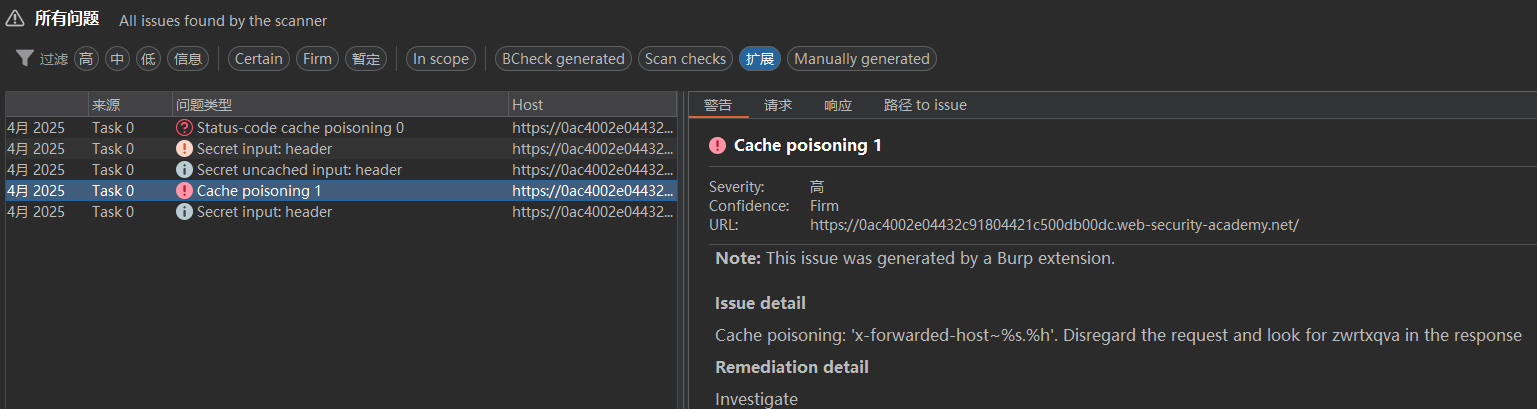 所有问题 All issues found by the scanner
过滤 高 中 低 信息 Certain Firm 暂定 In scope BCheck generated Scan checks 扩展 Manually generated
来源 问题类型 Host
4月 2025 Task 0 Status-code cache poisoning 0 https://0ac4002e04432...
4月 2025 Task 0 Secret input: header https://0ac4002e04432...
4月 2025 Task 0 Secret uncached input: header https://0ac4002e04432...
4月 2025 Task 0 Cache poisoning 1 https://0ac4002e04432...
4月 2025 Task 0 Secret input: header https://0ac4002e04432...
警告 请求 响应 路径 to issue
Cache poisoning 1
Severity: 高
Confidence: Firm
URL: https://0ac4002e04432c91804421c500db00dc.web-security-academy.net/
Note: This issue was generated by a Burp extension.
Issue detail
Cache poisoning: 'x-forwarded-host~%s.%h'. Disregard the request and look for zwrtxqva in the response
Remediation detail
Investigate